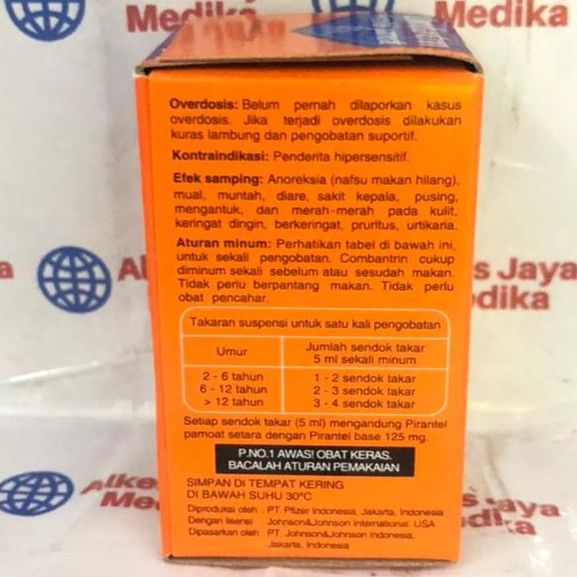 Jaya
Medika
Medika
Overdosis: Belum pernah dilaporkan kasus
overdosis. Jika terjadi overdosis dilakukan
kuras lambung dan pengobatan suportif.
Kontraindikasi: Penderita hipersensitif.
Efek samping: Anoreksia (nafsu makan hilang),
mual, muntah, diare, sakit kepala, pusing,
mengantuk, dan merah-merah pada kulit,
keringat dingin, berkeringat, pruritus, urtikaria.
Aturan minum: Perhatikan tabel di bawah ini,
untuk sekali pengobatan. Combantrin cukup
diminum sekali sebelum atau sesudah makan.
Tidak perlu berpantang makan. Tidak perlu
obat pencahar.
Takaran suspensi untuk satu kali pengobatan
Umur
Jumlah sendok takar
5 ml sekali minum
2 - 6 tahun 1 - 2 sendok takar
6 - 12 tahun 2 - 3 sendok takar
> 12 tahun 3 - 4 sendok takar
Setiap sendok takar (5 ml) mengandung Pirantel
pamoat setara dengan Pirantel base 125 mg.
P.NO.1 AWAS! OBAT KERAS.
BACALAH ATURAN PEMAKAIAN
SIMPAN DI TEMPAT KERING
DI BAWAH SUHU 30°C
Diproduksi oleh : PT. Pfizer Indonesia, Jakarta, Indonesia
Dengan lisensi Johnson&Johnson International. USA
Dipasarkan oleh : PT. Johnson&Johnson Indonesia,
Jakarta, Indonesia
s Jaya
edika
Alkes
Med
Jaya
dika